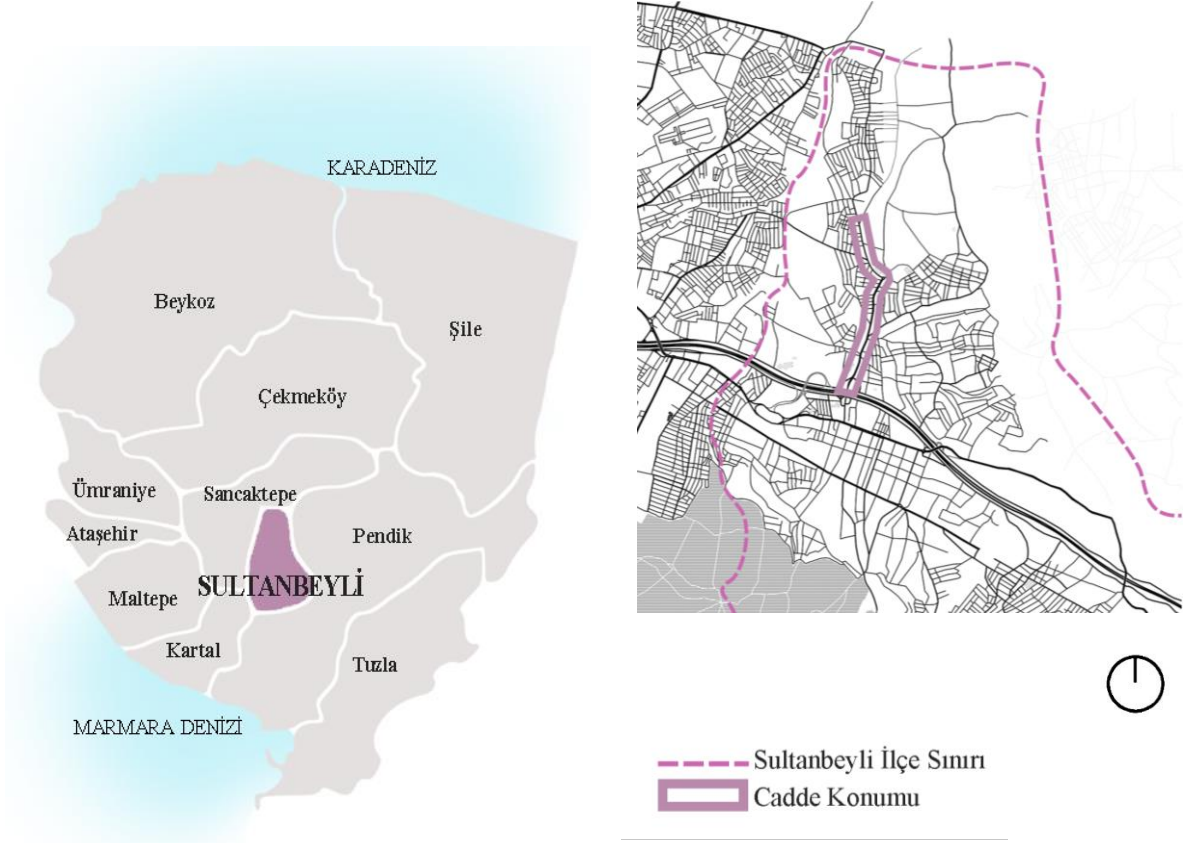 KARADENİZ
Beykoz
Şile
Çekmeköy
Ümraniye
Sancaktepe
Ataşehir
Pendik
SULTANBEYLİ
Maltepe
Kartal
Tuzla
MARMARA DENİZİ
Sultanbeyli İlçe Sınırı
Cadde Konumu